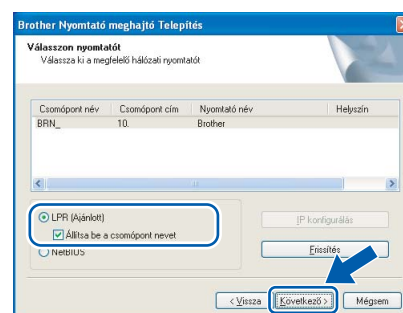 Brother Nyomtató meghajtó Telepítés
Válasszon nyomtatót
Válassza ki a megfelelő hálózati nyomtatót
Csomópont név Csomópont cím Nyomtató név Helyszín
BRN_ 10. Brother
LPR (Ajánlott)
Állítsa be a csomópont nevet
NetBIOS
IP konfigurálás
Frissítés
< Vissza Következő > Mégsem